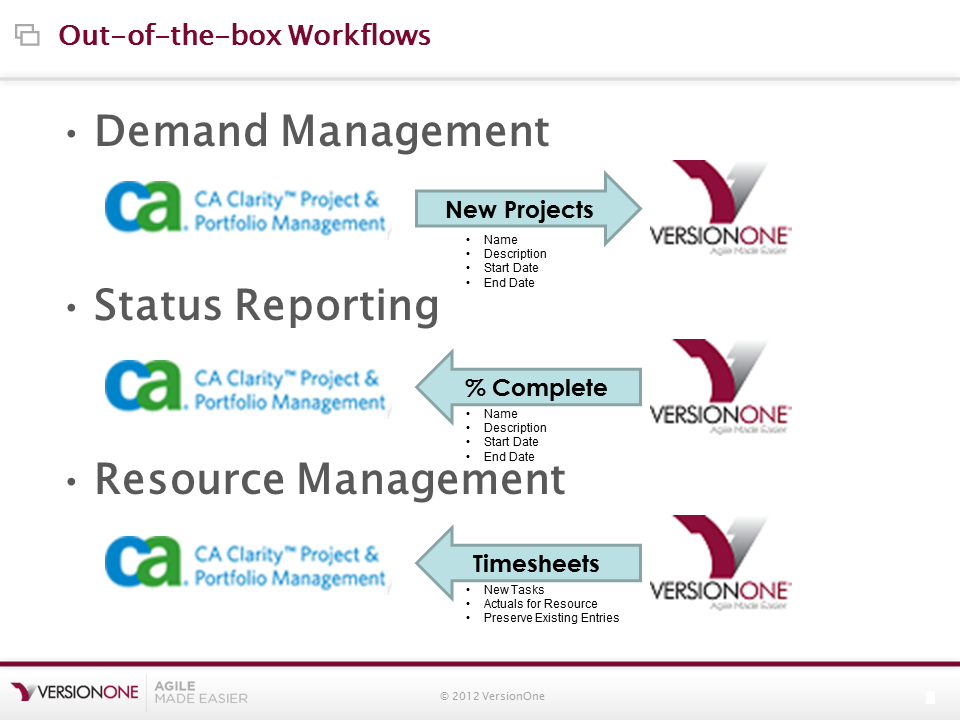 Out-of-the-box Workflows
• Demand Management
ca. CA Clarity™ Project &
Portfolio Management
New Projects
• Name
• Description
• Start Date
• End Date
VERSIONONE
Agile Made Easier
• Status Reporting
ca. CA Clarity™ Project &
Portfolio Management
% Complete
• Name
• Description
• Start Date
• End Date
VERSIONONE
Agile Made Easier
• Resource Management
ca. CA Clarity™ Project &
Portfolio Management
Timesheets
• New Tasks
• Actuals for Resource
• Preserve Existing Entries
VERSIONONE
Agile Made Easier
VERSIONONE
AGILE
MADE EASIER
© 2012 VersionOne